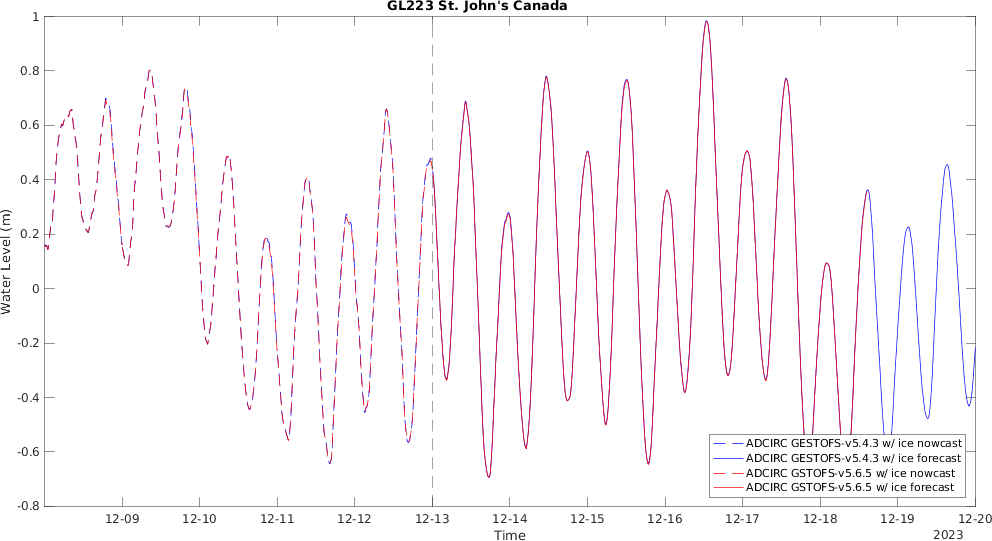 GL223 St. John's Canada
1
0.8
0.6
0.4
0.2
0
-0.2
-0.4
-0.6
-0.8
Water Level (m)
ADCIRC GESTOFS-v5.4.3 w/ ice nowcast
ADCIRC GESTOFS-v5.4.3 w/ ice forecast
ADCIRC GSTOFS-v5.6.5 w/ ice nowcast
ADCIRC GSTOFS-v5.6.5 w/ ice forecast
12-09 12-10 12-11 12-12 12-13 12-14 12-15 12-16 12-17 12-18 12-19 12-20
Time
2023